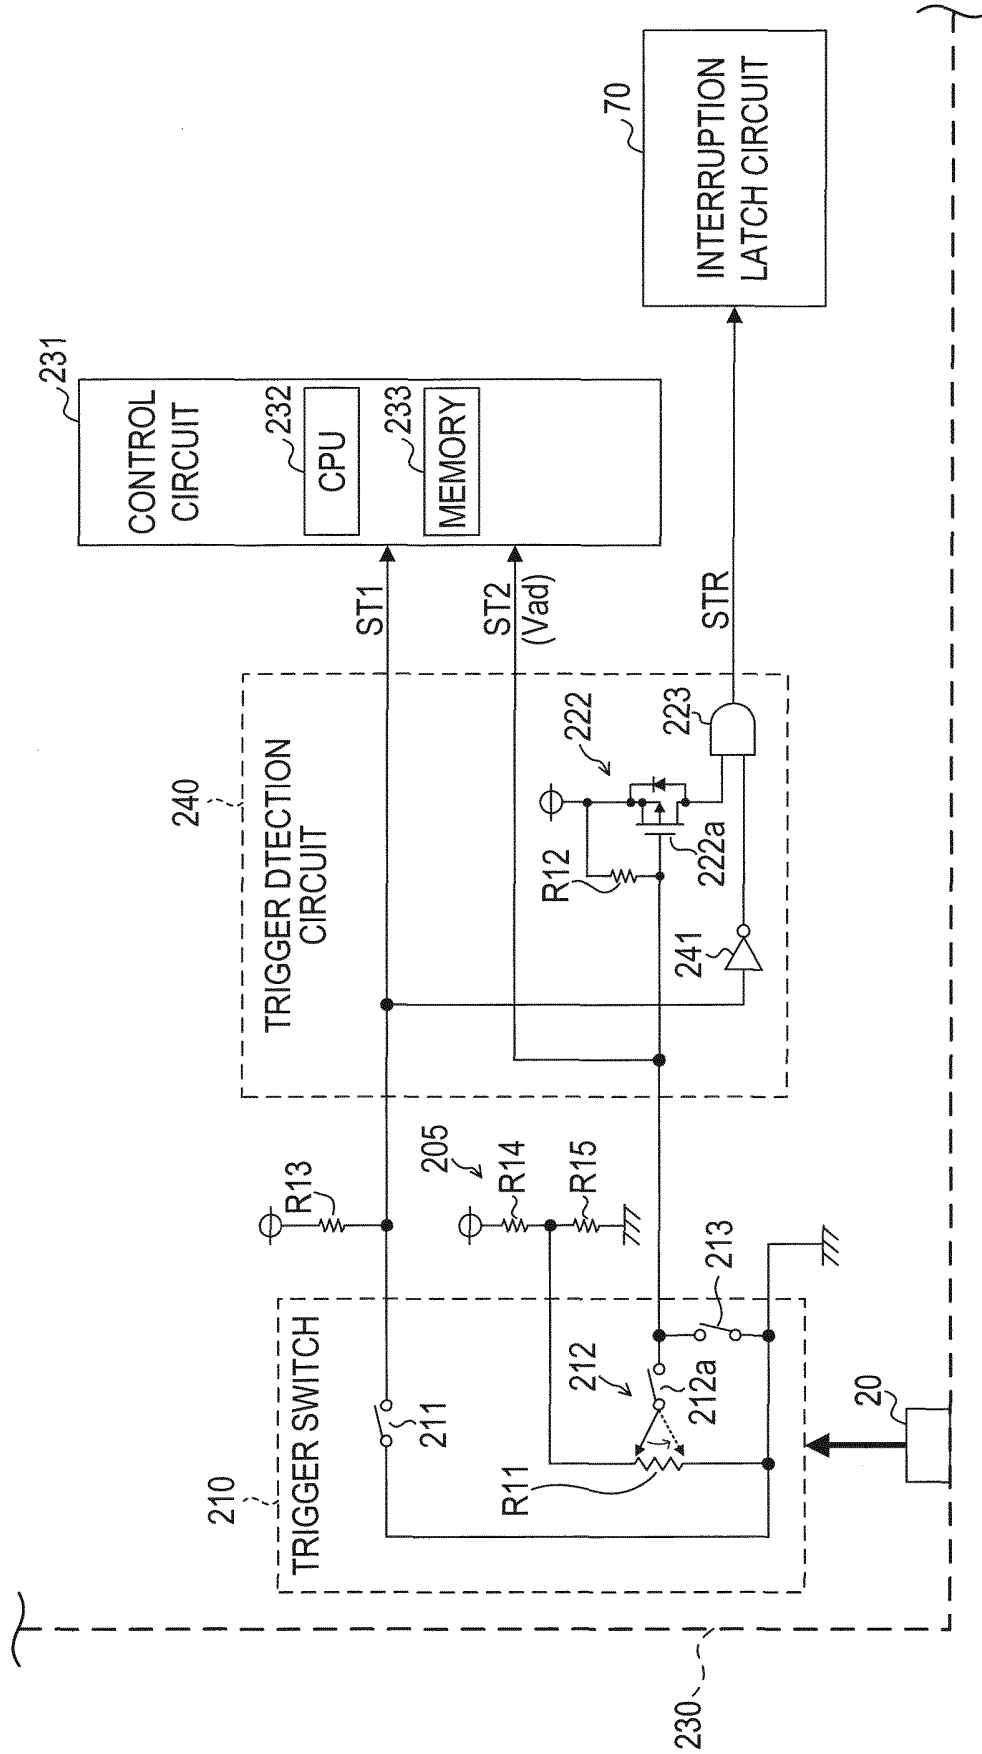 230
20
210
TRIGGER SWITCH
211
R11
212
212a
213
R13
205
R14
R15
240
TRIGGER DTECTION
CIRCUIT
241
R12
222
222a
223
ST1
ST2
(Vad)
STR
231
CONTROL
CIRCUIT
232
CPU
233
MEMORY
70
INTERRUPTION
LATCH CIRCUIT